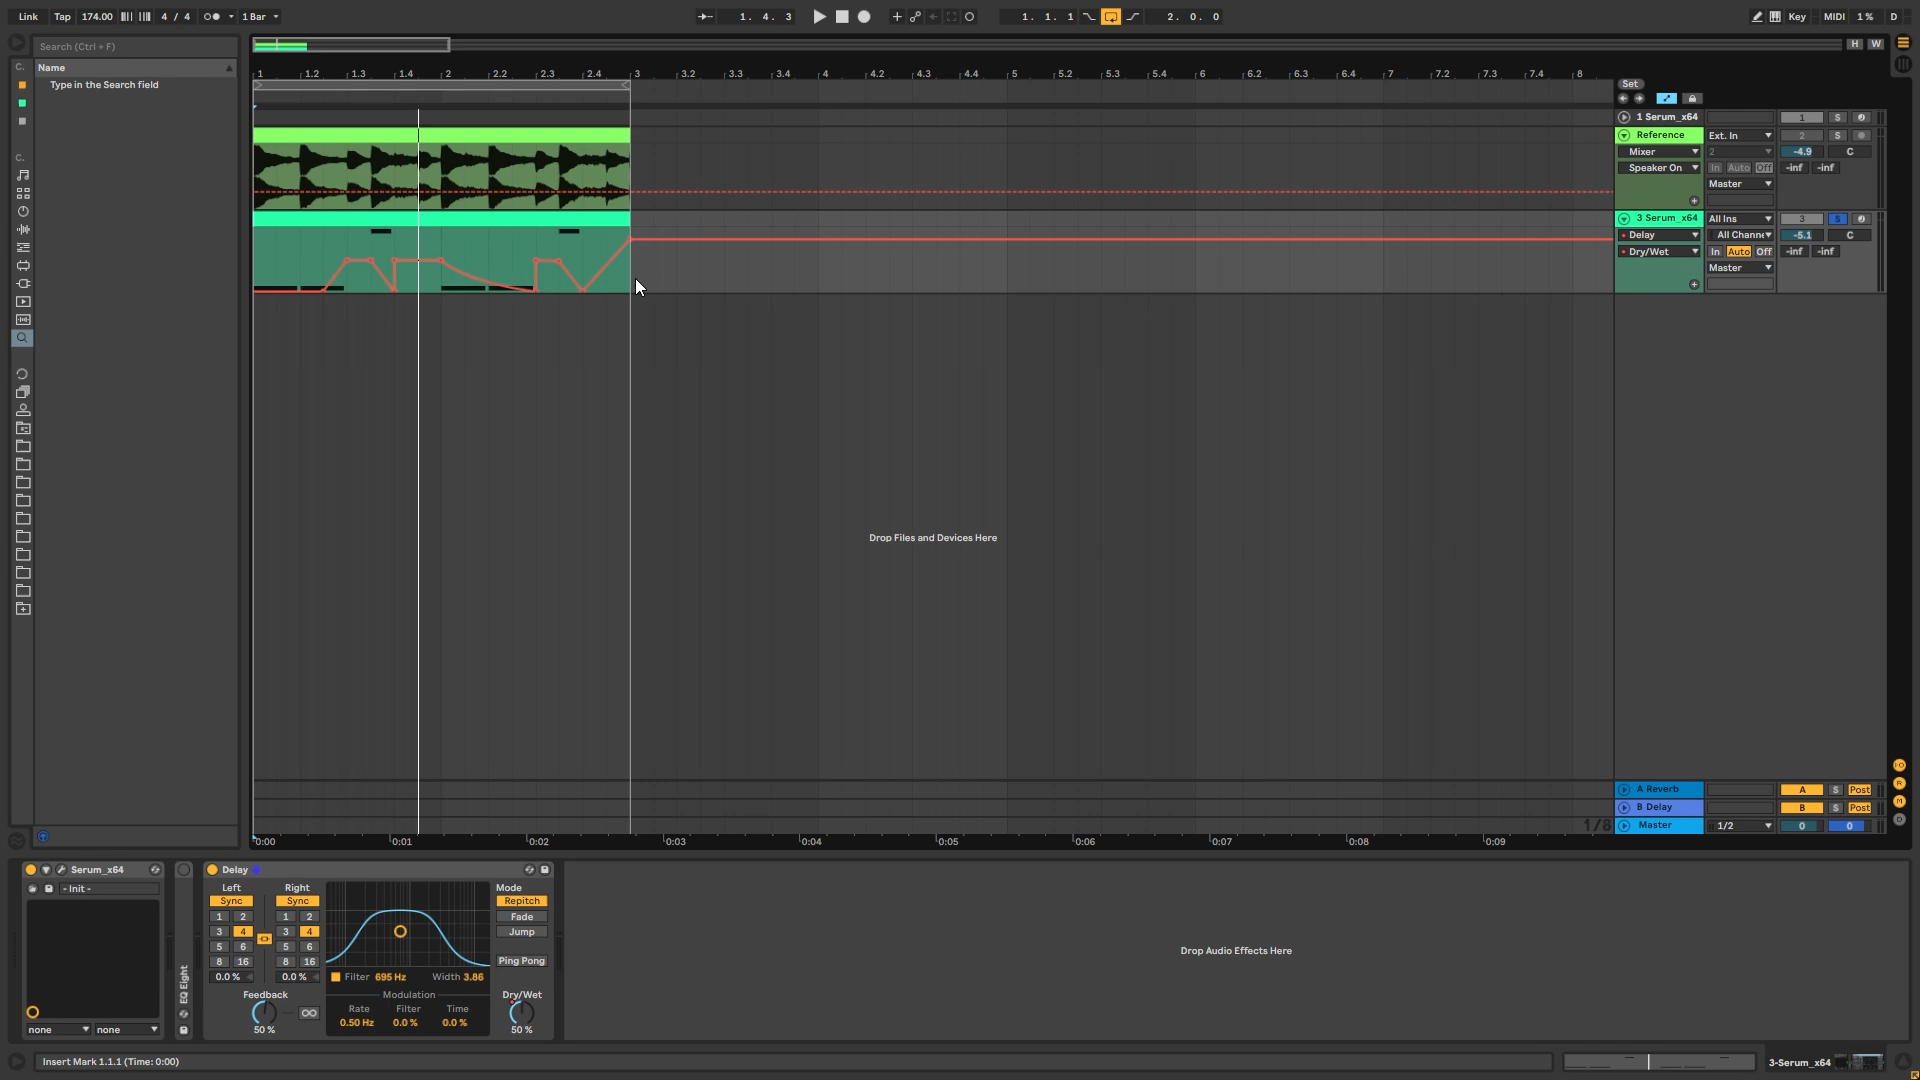 Link Tap 174.00 4 / 4 1 Bar 1. 4. 3 1. 1. 1 2. 0. 0 Key MIDI 1 % D
Search (Ctrl + F) H W
C. Name
Type in the Search field
1 1.2 1.3 1.4 2 2.2 2.3 2.4 3 3.2 3.3 3.4 4 4.2 4.3 4.4 5 5.2 5.3 5.4 6 6.2 6.3 6.4 7 7.2 7.3 7.4 8
Set
1 Serum_x64 1 S
Reference Ext. In 2 S
Mixer 2 -4.9 C
C.
Speaker On In Auto Off -inf -inf
Master
3 Serum_x64 All Ins 3 S
Delay All Channe -5.1 C
Dry/Wet In Auto Off -inf -inf
Master
Drop Files and Devices Here
A Reverb A S Post
B Delay B S Post
1/8 Master 1/2 0 0
0:00 0:01 0:02 0:03 0:04 0:05 0:06 0:07 0:08 0:09
Serum_x64 Delay
- Init - Left Right Mode
Sync Sync Repitch
1 2 1 2 Fade
3 4 3 4 Jump
5 6 5 6
8 16 8 16 Ping Pong
0.0 % 0.0 % Filter 695 Hz Width 3.86
Feedback Modulation Dry/Wet
Rate Filter Time
0.50 Hz 0.0 % 0.0 %
none none 50 % 50 %
EQ Eight
Drop Audio Effects Here
Insert Mark 1.1.1 (Time: 0:00) 3-Serum_x64